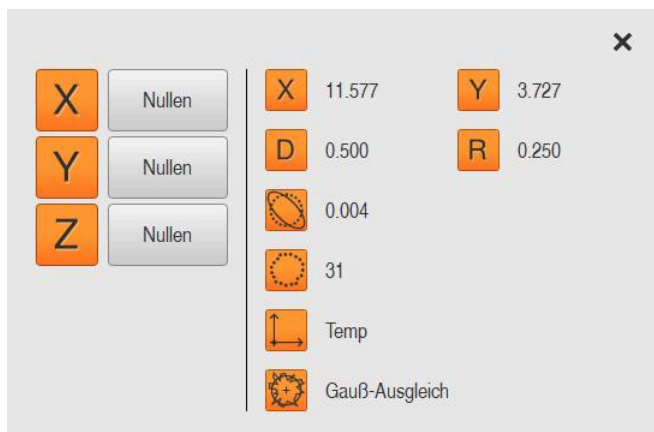 X Nullen
Y Nullen
Z Nullen
X 11.577 Y 3.727
D 0.500 R 0.250
0.004
31
Temp
Gauß-Ausgleich